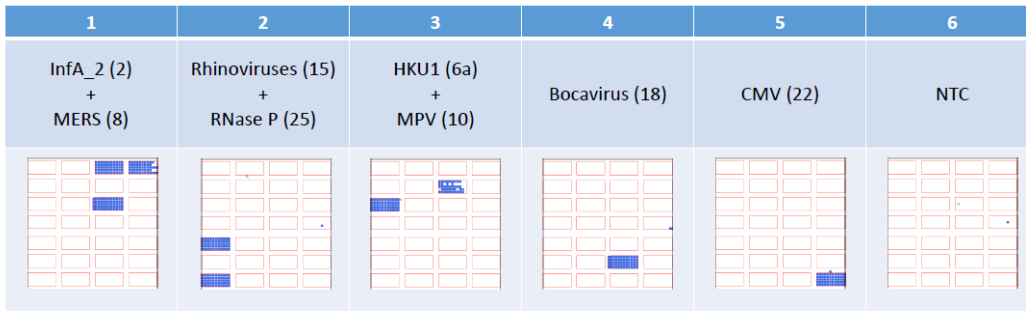 1 2 3 4 5 6
InfA_2 (2) Rhinoviruses (15) HKU1 (6a)
+ + + Bocavirus (18) CMV (22) NTC
MERS (8) RNase P (25) MPV (10)